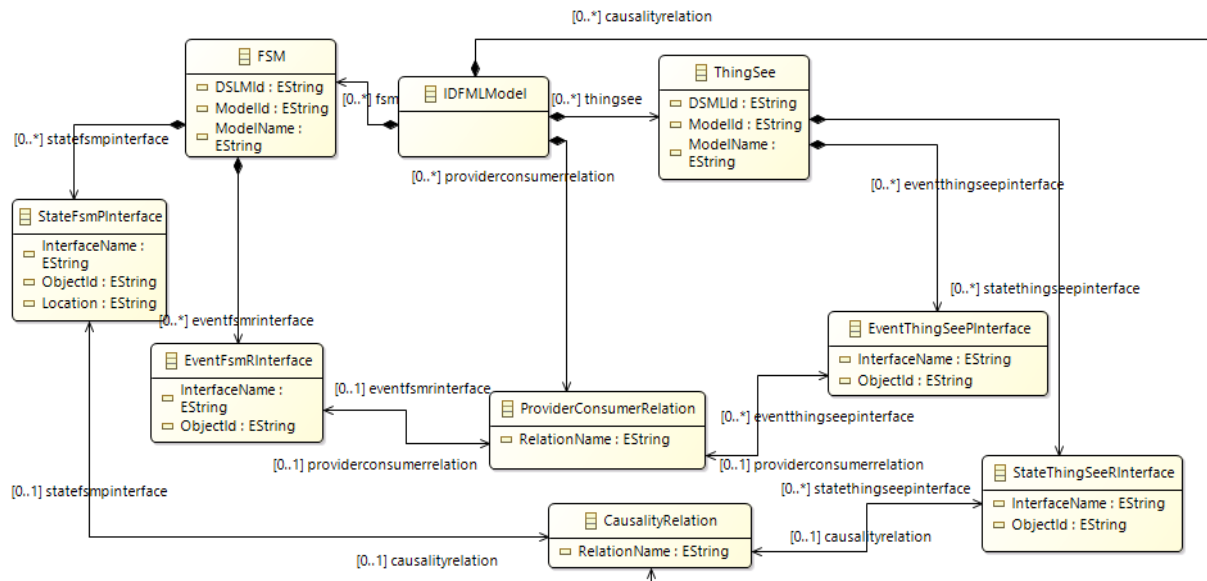 [0..*] causalityrelation
FSM
DSLMId : EString
ModelId : EString
ModelName :
EString
[0..*] fsm
IDFMLModel
[0..*] thingsee
ThingSee
DSMLId : EString
ModelId : EString
ModelName :
EString
[0..*] statefsmpinterface
[0..*] providerconsumerrelation
[0..*] eventthingseepinterface
StateFsmPInterface
InterfaceName :
EString
ObjectId : EString
Location : EString
[0..*] statethingseepinterface
[0..*] eventfsmrinterface
EventThingSeePInterface
InterfaceName : EString
ObjectId : EString
EventFsmRInterface
InterfaceName :
EString
ObjectId : EString
[0..1] eventfsmrinterface
ProviderConsumerRelation
RelationName : EString
[0..*] eventthingseepinterface
[0..1] providerconsumerrelation
[0..1] providerconsumerrelation
StateThingSeeRInterface
InterfaceName : EString
ObjectId : EString
[0..1] statefsmpinterface
[0..*] statethingseepinterface
CausalityRelation
RelationName : EString
[0..1] causalityrelation
[0..1] causalityrelation